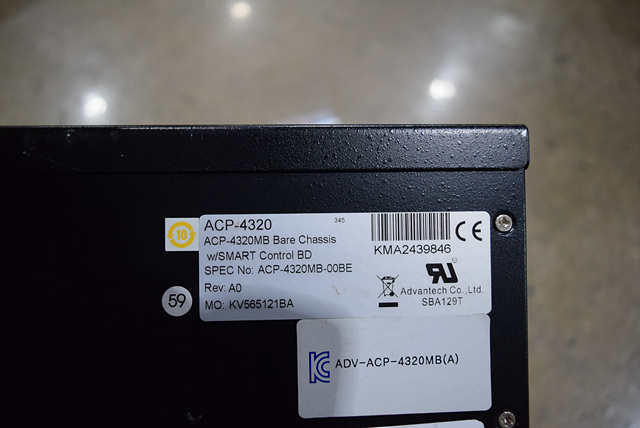 ACP-4320
345
ACP-4320MB Bare Chassis
w/SMART Control BD
SPEC No: ACP-4320MB-00BE
Rev: A0
MO: KV565121BA
KMA2439846
CE
Advantech Co.,Ltd.
SBA129T
10
59
ADV-ACP-4320MB(A)